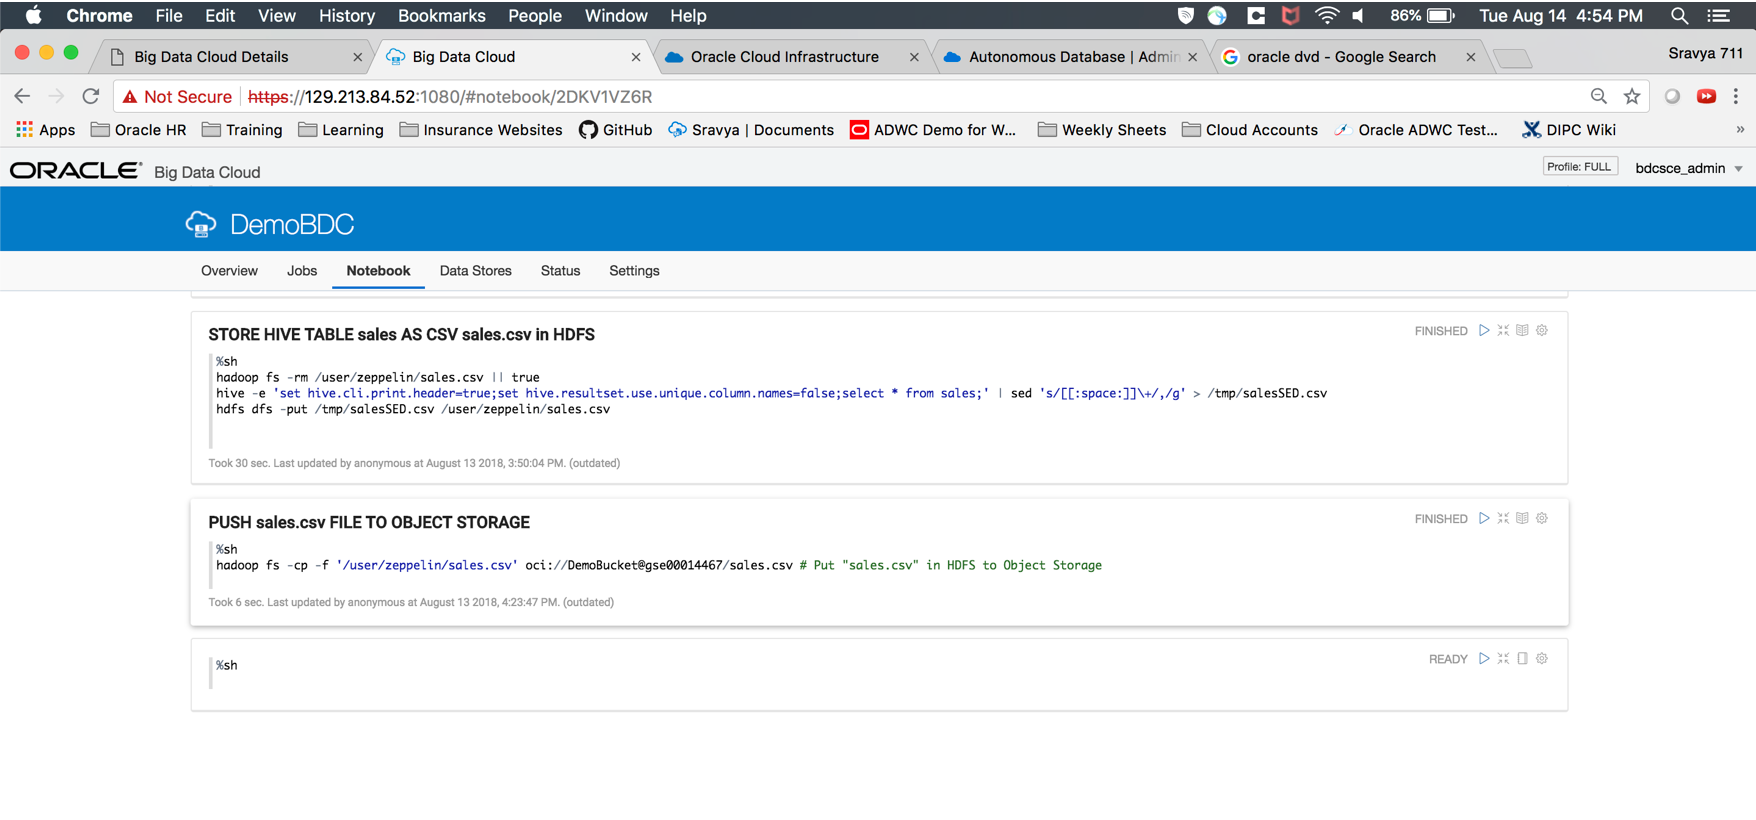 Chrome File Edit View History Bookmarks People Window Help 86% Tue Aug 14 4:54 PM
Big Data Cloud Details Big Data Cloud Oracle Cloud Infrastructure Autonomous Database | Admin oracle dvd - Google Search Sravya 711
Not Secure https://129.213.84.52:1080/#notebook/2DKV1VZ6R
Apps Oracle HR Training Learning Insurance Websites GitHub Sravya | Documents ADWC Demo for W... Weekly Sheets Cloud Accounts Oracle ADWC Test... DIPC Wiki »
ORACLE® Big Data Cloud Profile: FULL bdcsce_admin
DemoBDC
Overview Jobs Notebook Data Stores Status Settings
STORE HIVE TABLE sales AS CSV sales.csv in HDFS FINISHED
%sh
hadoop fs -rm /user/zeppelin/sales.csv || true
hive -e 'set hive.cli.print.header=true;set hive.resultset.use.unique.column.names=false;select * from sales;' | sed 's/[[:space:]]\+/,/g' > /tmp/salesSED.csv
hdfs dfs -put /tmp/salesSED.csv /user/zeppelin/sales.csv
Took 30 sec. Last updated by anonymous at August 13 2018, 3:50:04 PM. (outdated)
PUSH sales.csv FILE TO OBJECT STORAGE FINISHED
%sh
hadoop fs -cp -f '/user/zeppelin/sales.csv' oci://DemoBucket@gse00014467/sales.csv # Put "sales.csv" in HDFS to Object Storage
Took 6 sec. Last updated by anonymous at August 13 2018, 4:23:47 PM. (outdated)
%sh READY